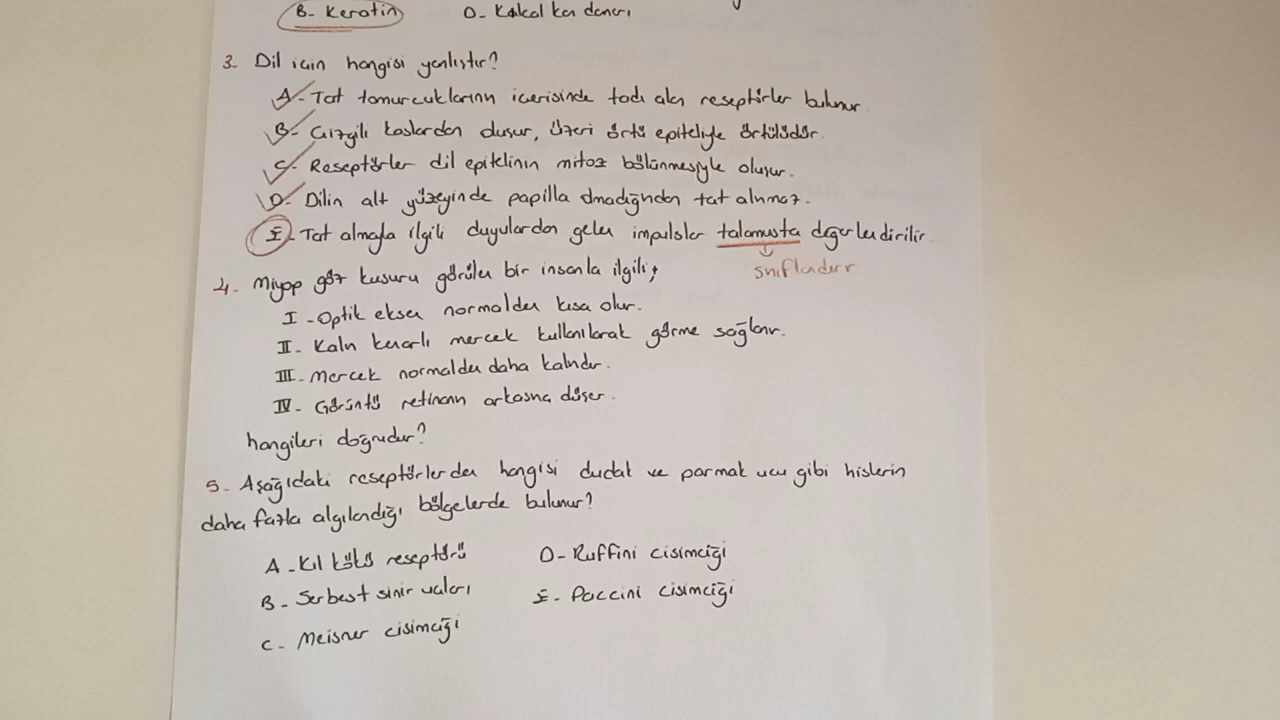 B- Keratin D- Kokal kan damarı
3- Dil için hangisi yanlıştır?
A- Tat tomurcuklarının içerisinde tadı alan reseptörler bulunur.
B- Çizgili kaslardan oluşur, üzeri örtü epiteliyle örtülüdür.
C- Reseptörler dil epitelinin mitoz bölünmesiyle oluşur.
D- Dilin alt yüzeyinde papilla olmadığından tat alınmaz.
E- Tat almayla ilgili duyulardan gelen impulslar talamusta değerlendirilir.
sınıflandırır
4- Miyop göz kusuru görülen bir insanla ilgili;
I - Optik eksen normalden kısa olur.
II- Kalın kenarlı mercek kullanılarak görme sağlanır.
III- Mercek normalden daha kalındır.
IV- Görüntü retinanın arkasına düşer.
hangileri doğrudur?
5- Aşağıdaki reseptörlerden hangisi dudak ve parmak ucu gibi hislerin
daha fazla algılandığı bölgelerde bulunur?
A - Kıl kökü reseptörü D- Ruffini cisimciği
B - Serbest sinir uçları E- Paccini cisimciği
C - Meisner cisimciği